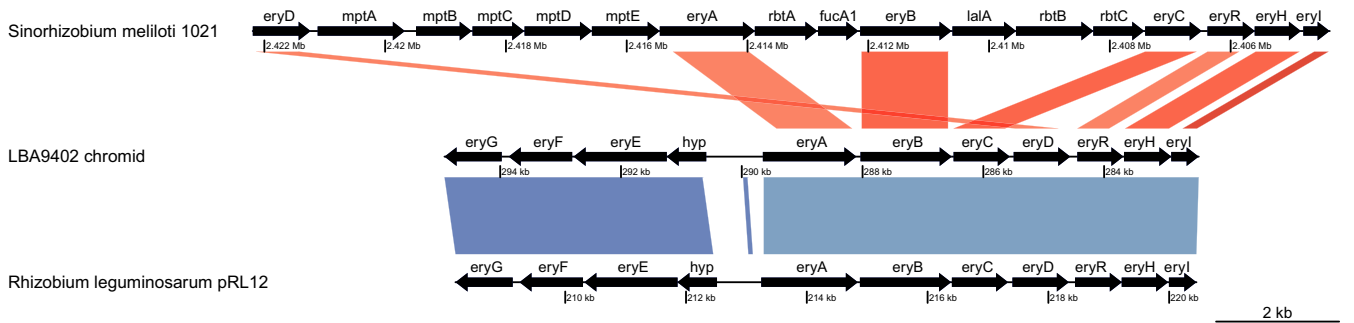 eryD mptA mptB mptC mptD mptE eryA rbtA fucA1 eryB lalA rbtB rbtC eryC eryR eryH eryI
Sinorhizobium meliloti 1021
2.422 Mb 2.42 Mb 2.418 Mb 2.416 Mb 2.414 Mb 2.412 Mb 2.41 Mb 2.408 Mb 2.406 Mb
eryG eryF eryE hyp eryA eryB eryC eryD eryR eryH eryI
LBA9402 chromid
294 kb 292 kb 290 kb 288 kb 286 kb 284 kb
eryG eryF eryE hyp eryA eryB eryC eryD eryR eryH eryI
Rhizobium leguminosarum pRL12
210 kb 212 kb 214 kb 216 kb 218 kb 220 kb
2 kb